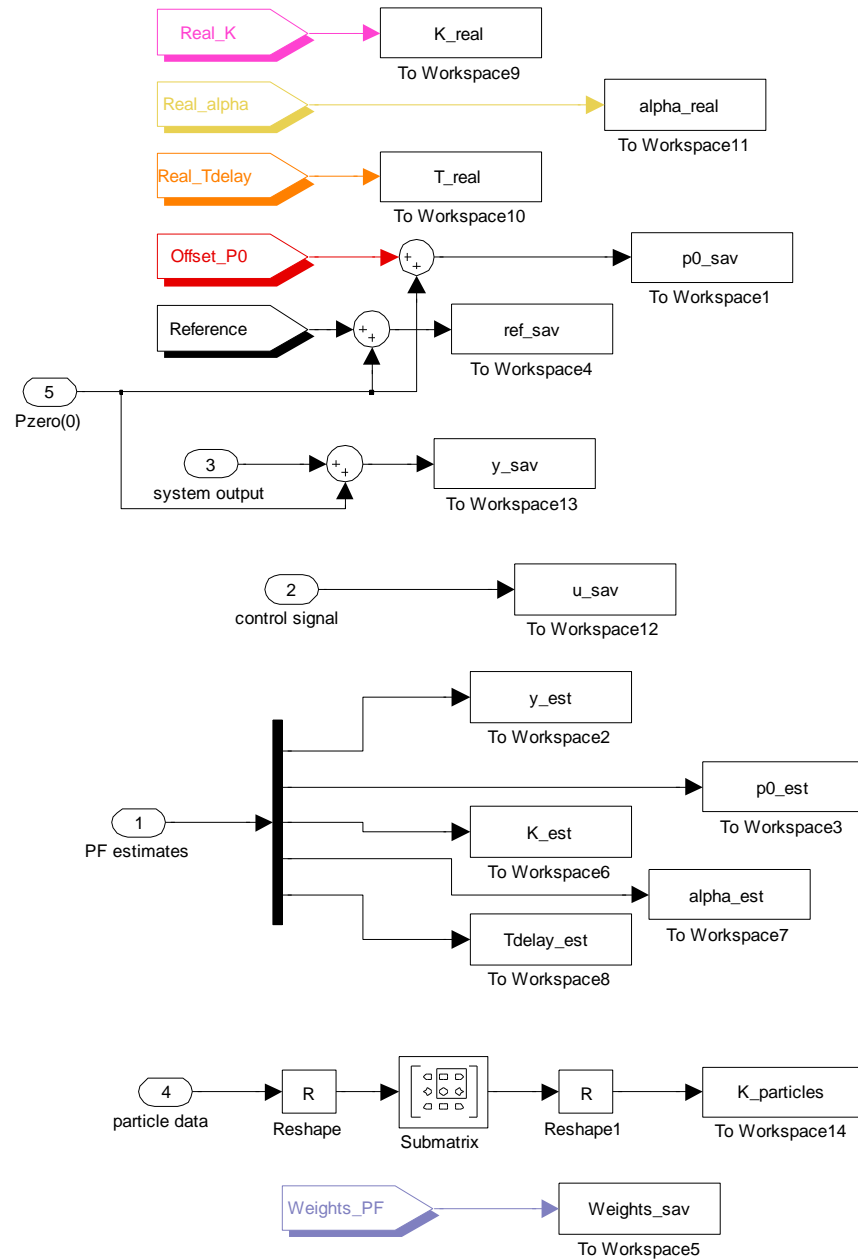 Real_K
K_real
To Workspace9
Real_alpha
alpha_real
To Workspace11
Real_Tdelay
T_real
To Workspace10
Offset_P0
+
+
p0_sav
To Workspace1
Reference
+
+
ref_sav
To Workspace4
5
Pzero(0)
3
system output
+
+
y_sav
To Workspace13
2
control signal
u_sav
To Workspace12
y_est
To Workspace2
p0_est
To Workspace3
1
PF estimates
K_est
To Workspace6
alpha_est
To Workspace7
Tdelay_est
To Workspace8
4
particle data
R
Reshape
Submatrix
R
Reshape1
K_particles
To Workspace14
Weights_PF
Weights_sav
To Workspace5